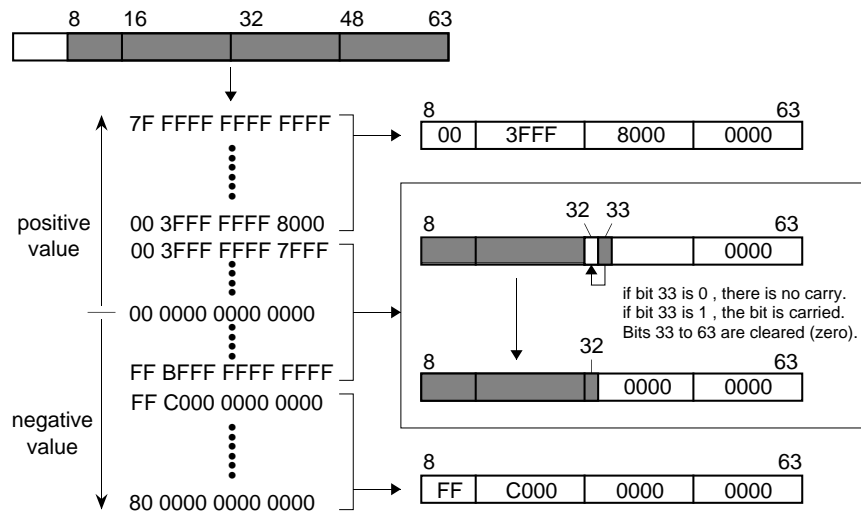 8 16 32 48 63
7F FFFF FFFF FFFF
positive
value
00 3FFF FFFF 8000
00 3FFF FFFF 7FFF
00 0000 0000 0000
FF BFFF FFFF FFFF
FF C000 0000 0000
negative
value
80 0000 0000 0000
8 63
00 3FFF 8000 0000
8 32 33 63
0000
if bit 33 is 0 , there is no carry.
if bit 33 is 1 , the bit is carried.
Bits 33 to 63 are cleared (zero).
8 32 63
0000 0000
8 63
FF C000 0000 0000